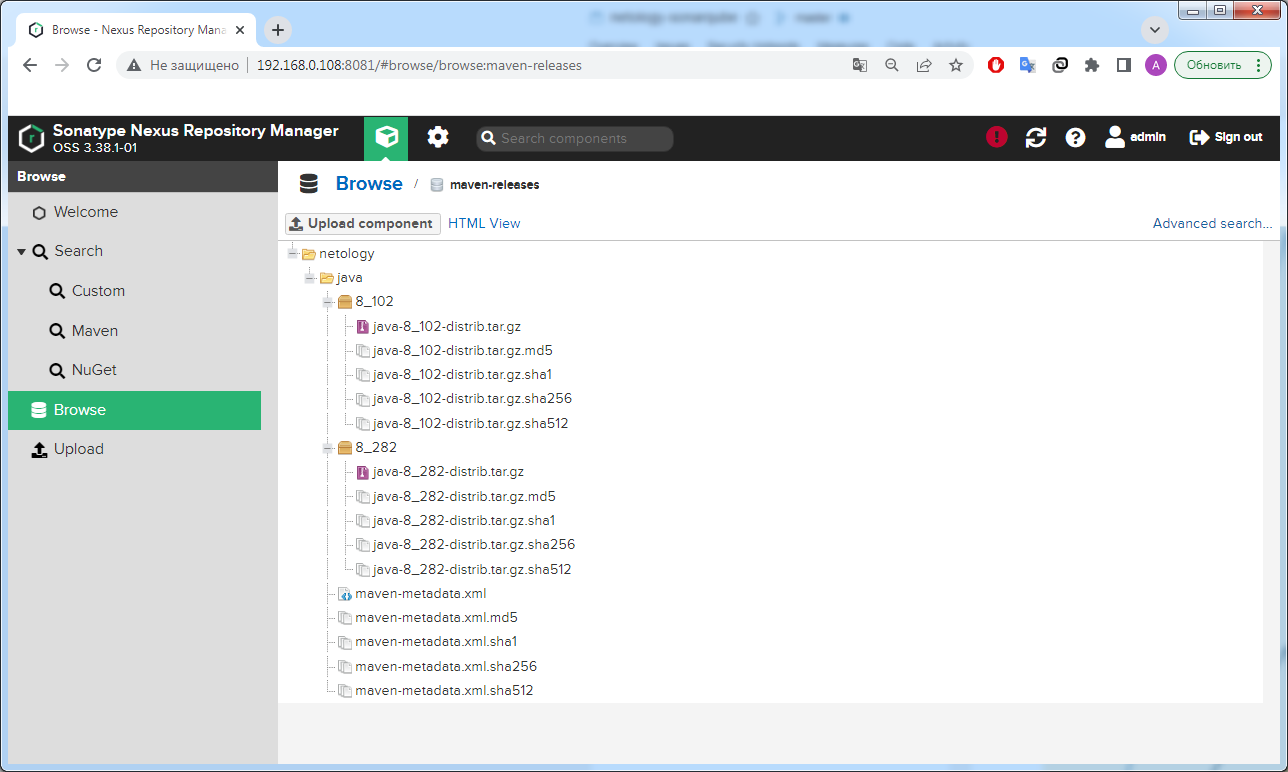 netology-sonarqube master
Browse - Nexus Repository Mana
Не защищено 192.168.0.108:8081/#browse/browse:maven-releases A Обновить
Sonatype Nexus Repository Manager
OSS 3.38.1-01
Search components
admin Sign out
Browse
Welcome
Search
Custom
Maven
NuGet
Browse
Upload
Browse / maven-releases
Upload component HTML View Advanced search...
netology
java
8_102
java-8_102-distrib.tar.gz
java-8_102-distrib.tar.gz.md5
java-8_102-distrib.tar.gz.sha1
java-8_102-distrib.tar.gz.sha256
java-8_102-distrib.tar.gz.sha512
8_282
java-8_282-distrib.tar.gz
java-8_282-distrib.tar.gz.md5
java-8_282-distrib.tar.gz.sha1
java-8_282-distrib.tar.gz.sha256
java-8_282-distrib.tar.gz.sha512
maven-metadata.xml
maven-metadata.xml.md5
maven-metadata.xml.sha1
maven-metadata.xml.sha256
maven-metadata.xml.sha512